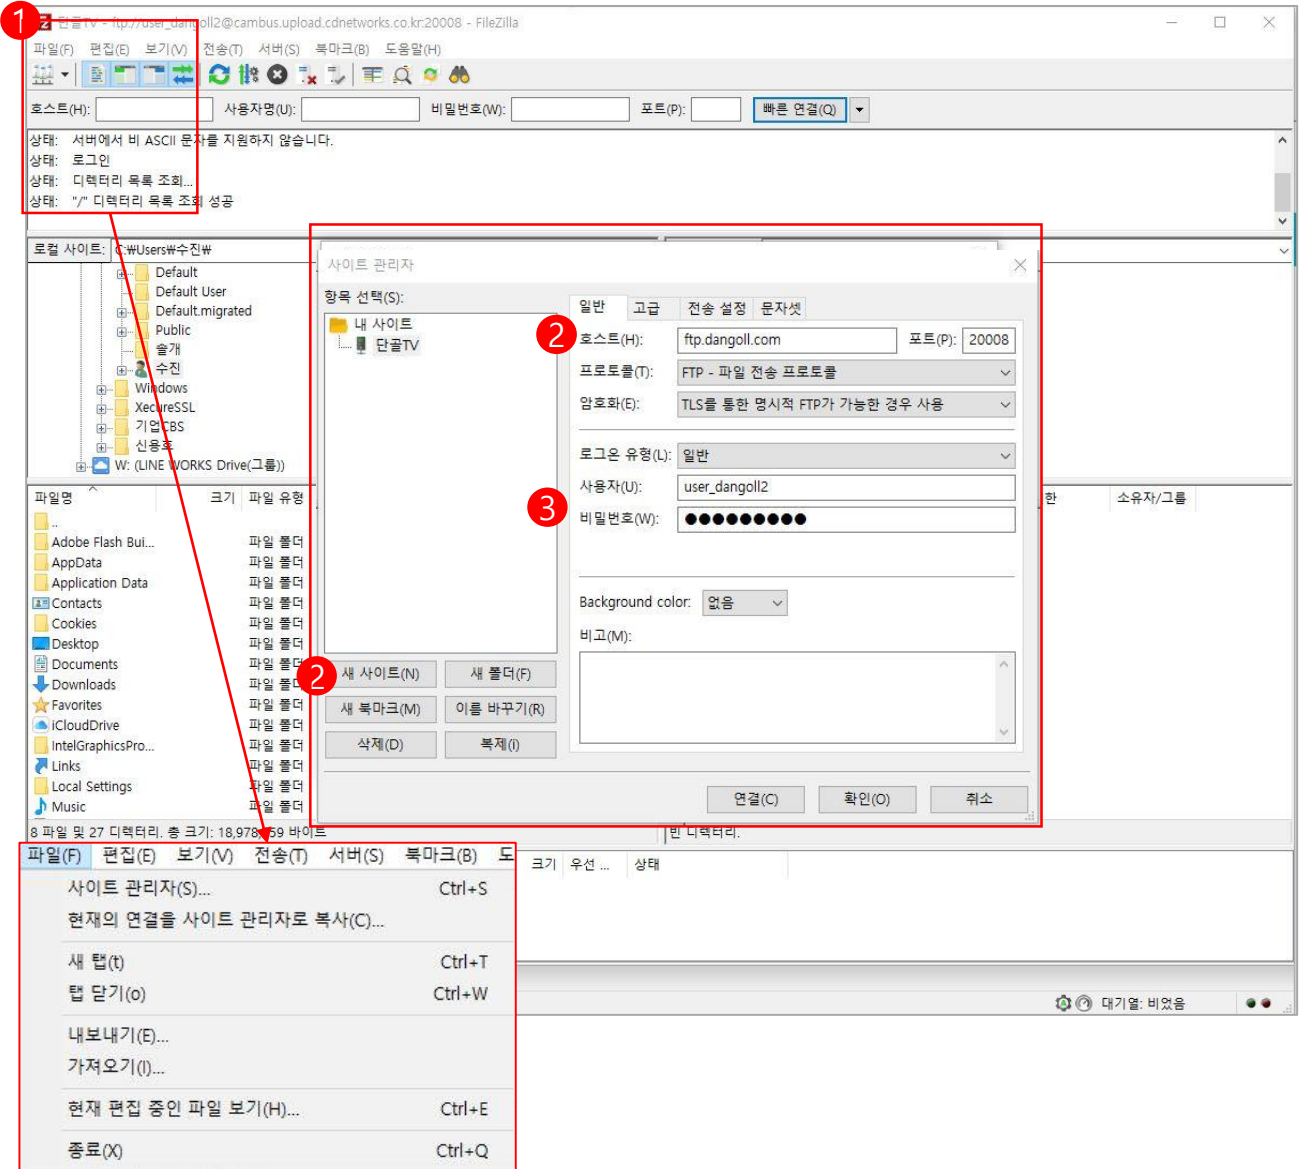 1
단골TV - ftp://user_dangoll2@cambus.upload.cdnetworks.co.kr:20008 - FileZilla
파일(F) 편집(E) 보기(V) 전송(T) 서버(S) 북마크(B) 도움말(H)
호스트(H): 사용자명(U): 비밀번호(W): 포트(P): 빠른 연결(Q)
상태: 서버에서 비 ASCII 문자를 지원하지 않습니다.
상태: 로그인
상태: 디렉터리 목록 조회...
상태: "/" 디렉터리 목록 조회 성공
로컬 사이트: C:₩Users₩수진₩
Default
Default User
Default.migrated
Public
솔개
수진
Windows
XecureSSL
기업CBS
신용호
W: (LINE WORKS Drive(그룹))
파일명 크기 파일 유형
..
Adobe Flash Bui... 파일 폴더
AppData 파일 폴더
Application Data 파일 폴더
Contacts 파일 폴더
Cookies 파일 폴더
Desktop 파일 폴더
Documents 파일 폴더
Downloads 파일 폴더
Favorites 파일 폴더
iCloudDrive 파일 폴더
IntelGraphicsPro... 파일 폴더
Links 파일 폴더
Local Settings 파일 폴더
Music 파일 폴더
8 파일 및 27 디렉터리. 총 크기: 18,978,59 바이트
사이트 관리자
항목 선택(S):
내 사이트
단골TV
2 새 사이트(N) 새 폴더(F)
새 북마크(M) 이름 바꾸기(R)
삭제(D) 복제(I)
일반 고급 전송 설정 문자셋
2 호스트(H): ftp.dangoll.com 포트(P): 20008
프로토콜(T): FTP - 파일 전송 프로토콜
암호화(E): TLS를 통한 명시적 FTP가 가능한 경우 사용
로그온 유형(L): 일반
사용자(U): user_dangoll2
3 비밀번호(W): ●●●●●●●●●
Background color: 없음
비고(M):
연결(C) 확인(O) 취소
한 소유자/그룹
빈 디렉터리.
크기 우선 ... 상태
대기열: 비었음
파일(F) 편집(E) 보기(V) 전송(T) 서버(S) 북마크(B) 도
사이트 관리자(S)... Ctrl+S
현재의 연결을 사이트 관리자로 복사(C)...
새 탭(t) Ctrl+T
탭 닫기(o) Ctrl+W
내보내기(E)...
가져오기(I)...
현재 편집 중인 파일 보기(H)... Ctrl+E
종료(X) Ctrl+Q